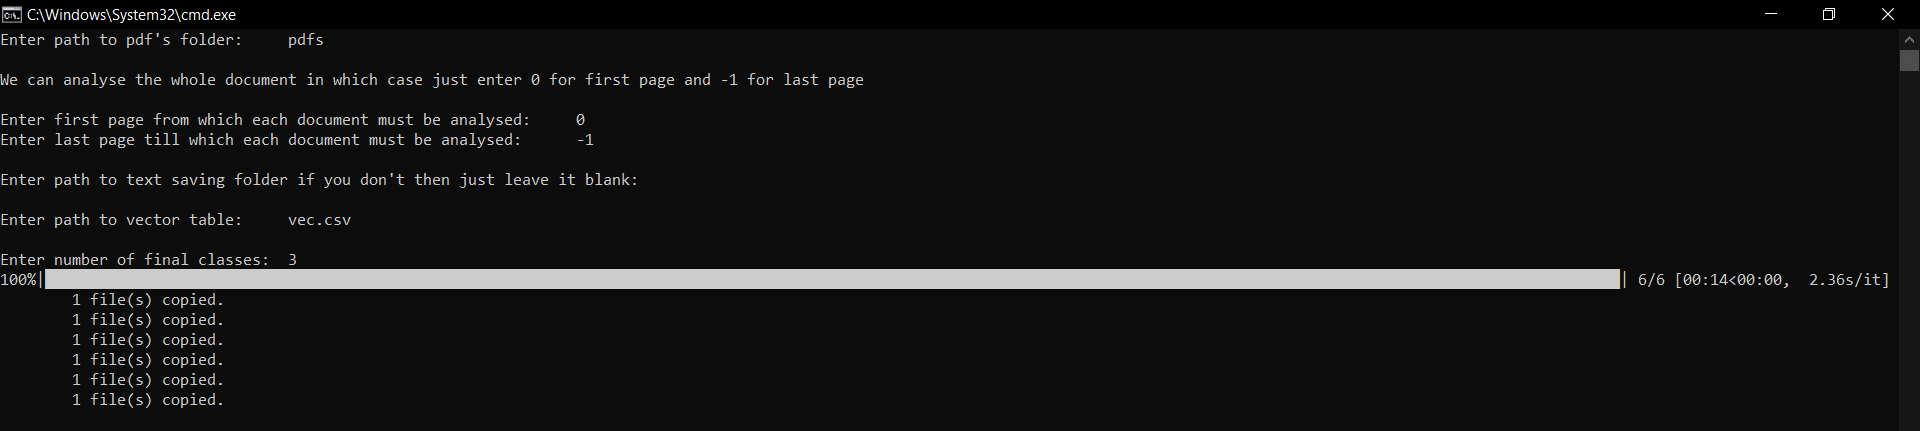 C:\Windows\System32\cmd.exe
Enter path to pdf's folder:     pdfs
We can analyse the whole document in which case just enter 0 for first page and -1 for last page
Enter first page from which each document must be analysed:     0
Enter last page till which each document must be analysed:      -1
Enter path to text saving folder if you don't then just leave it blank:
Enter path to vector table:     vec.csv
Enter number of final classes:  3
100%|| 6/6 [00:14<00:00,  2.36s/it]
        1 file(s) copied.
        1 file(s) copied.
        1 file(s) copied.
        1 file(s) copied.
        1 file(s) copied.
        1 file(s) copied.